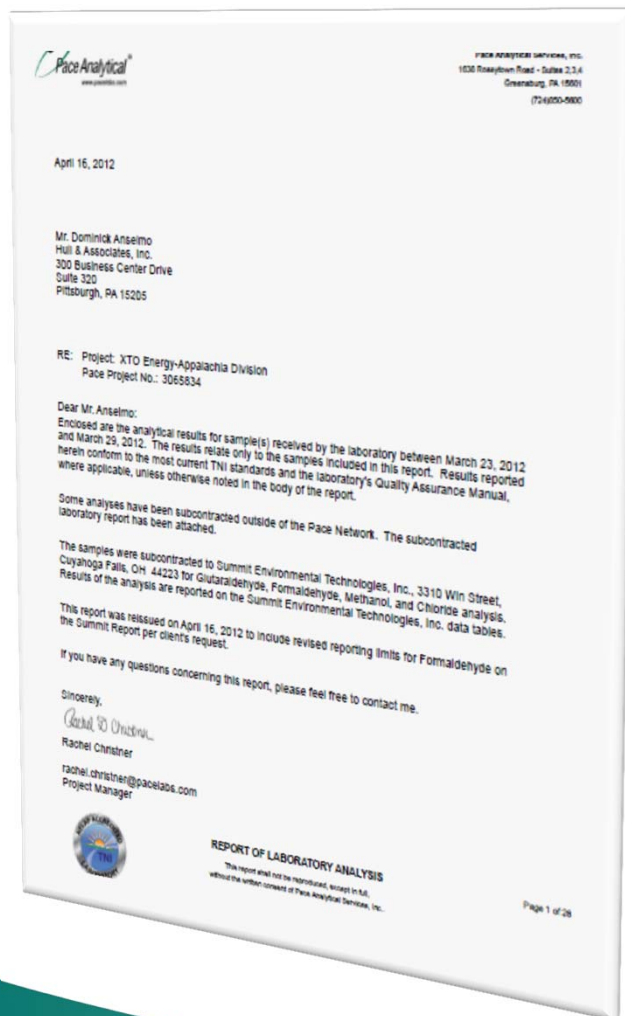 Pace Analytical®
www.pacelabs.com
Pace Analytical Services, Inc.
1638 Roseytown Road - Suites 2,3,4
Greensburg, PA 15601
(724)850-5600
April 16, 2012
Mr. Dominick Anselmo
Hull & Associates, Inc.
300 Business Center Drive
Suite 320
Pittsburgh, PA 15205
RE: Project: XTO Energy-Appalachia Division
Pace Project No.: 3065834
Dear Mr. Anselmo:
Enclosed are the analytical results for sample(s) received by the laboratory between March 23, 2012
and March 29, 2012. The results relate only to the samples included in this report. Results reported
herein conform to the most current TNI standards and the laboratory's Quality Assurance Manual,
where applicable, unless otherwise noted in the body of the report.
Some analyses have been subcontracted outside of the Pace Network. The subcontracted
laboratory report has been attached.
The samples were subcontracted to Summit Environmental Technologies, Inc., 3310 Win Street,
Cuyahoga Falls, OH 44223 for Glutaraldehyde, Formaldehyde, Methanol, and Chloride analysis.
Results of the analysis are reported on the Summit Environmental Technologies, Inc. data tables.
This report was reissued on April 16, 2012 to include revised reporting limits for Formaldehyde on
the Summit Report per client's request.
If you have any questions concerning this report, please feel free to contact me.
Sincerely,
Rachel D Christner
Rachel Christner
rachel.christner@pacelabs.com
Project Manager
TNI
REPORT OF LABORATORY ANALYSIS
This report shall not be reproduced, except in full,
without the written consent of Pace Analytical Services, Inc.
Page 1 of 28